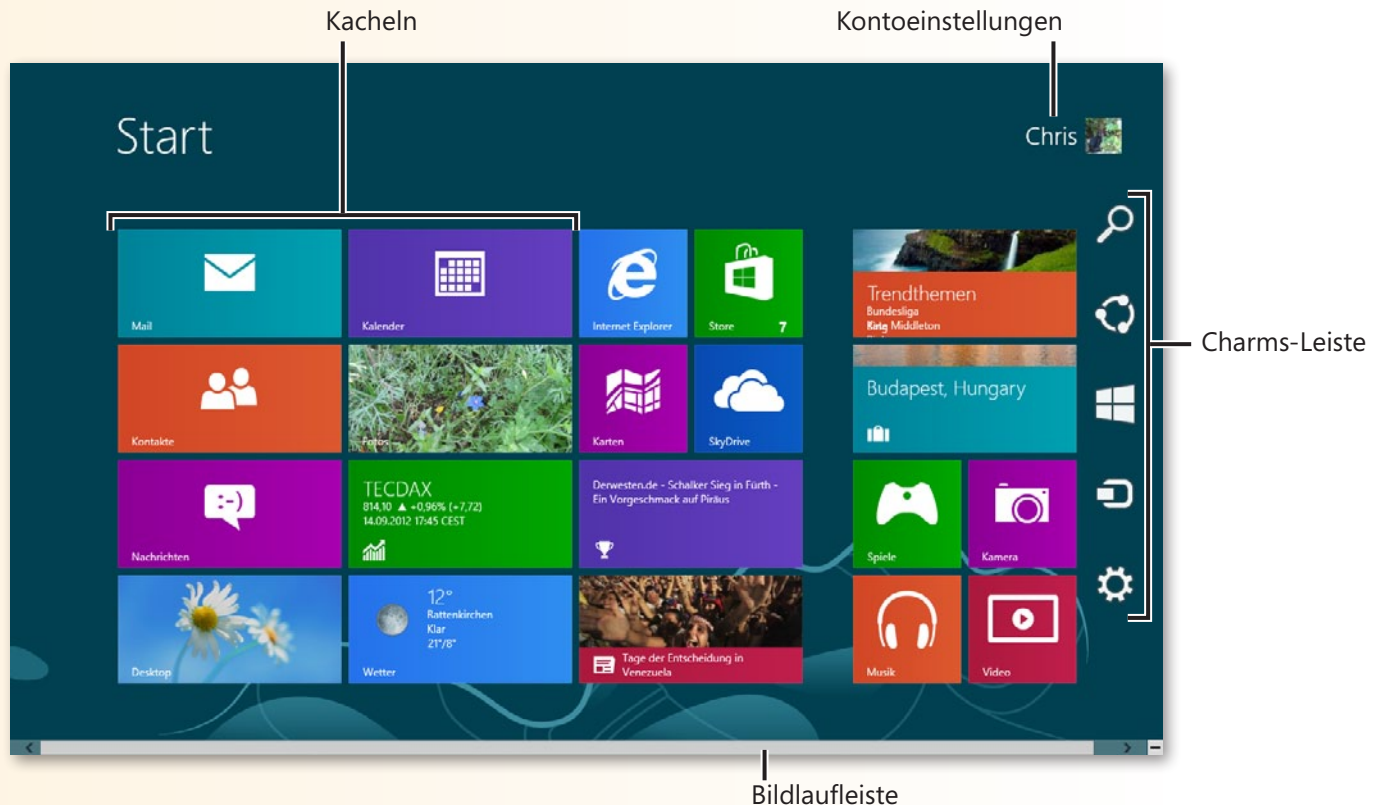 Kacheln
Kontoeinstellungen
Start
Chris
Mail
Kalender
Internet Explorer
Store
7
Trendthemen
Bundesliga
Middleton
Charms-Leiste
Kontakte
Fotos
Karten
SkyDrive
Budapest, Hungary
Nachrichten
:-)
TECDAX
814,10 ▲ +0,96% (+7,72)
14.09.2012 17:45 CEST
Derwesten.de - Schalker Sieg in Fürth -
Ein Vorgeschmack auf Piräus
Spiele
Kamera
Desktop
12°
Rattenkirchen
Klar
21°/8°
Wetter
Tage der Entscheidung in
Venezuela
Musik
Video
Bildlaufleiste